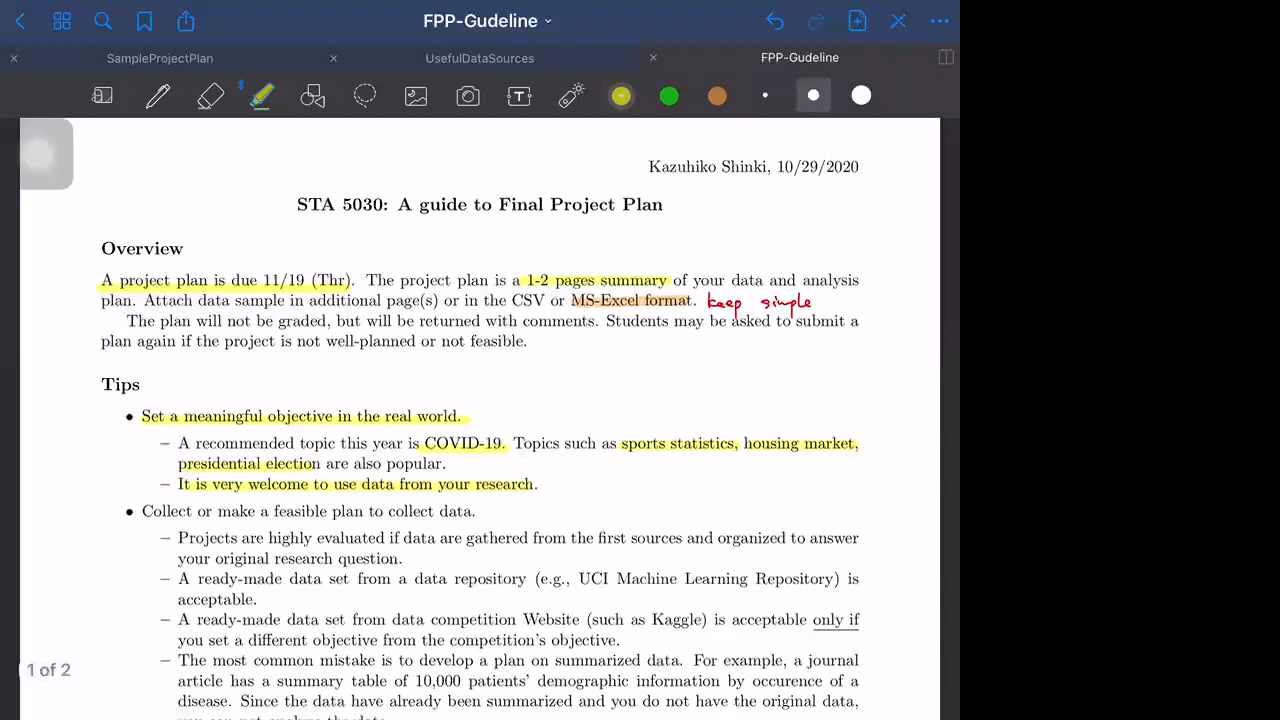 FPP-Gudeline
SamplePro‌jectPlan
UsefulDataSources
FPP-Gudeline
T
Kazuhiko Shinki, 10/29/2020
STA 5030: A guide to Final Project Plan
Overview
A project plan is due 11/19 (Thr). The project plan is a 1-2 pages summary of your data and analysis
plan. Attach data sample in additional page(s) or in the CSV or MS-Excel format. keep simple
The plan will not be graded, but will be returned with comments. Students may be asked to submit a
plan again if the project is not well-planned or not feasible.
Tips
• Set a meaningful objective in the real world.
– A recommended topic this year is COVID-19. Topics such as sports statistics, housing market,
presidential election are also popular.
– It is very welcome to use data from your research.
• Collect or make a feasible plan to collect data.
– Projects are highly evaluated if data are gathered from the first sources and organized to answer
your original research question.
– A ready-made data set from a data repository (e.g., UCI Machine Learning Repository) is
acceptable.
– A ready-made data set from data competition Website (such as Kaggle) is acceptable only if
you set a different objective from the competition's objective.
– The most common mistake is to develop a plan on summarized data. For example, a journal
1 of 2
article has a summary table of 10,000 patients' demographic information by occurence of a
disease. Since the data have already been summarized and you do not have the original data,